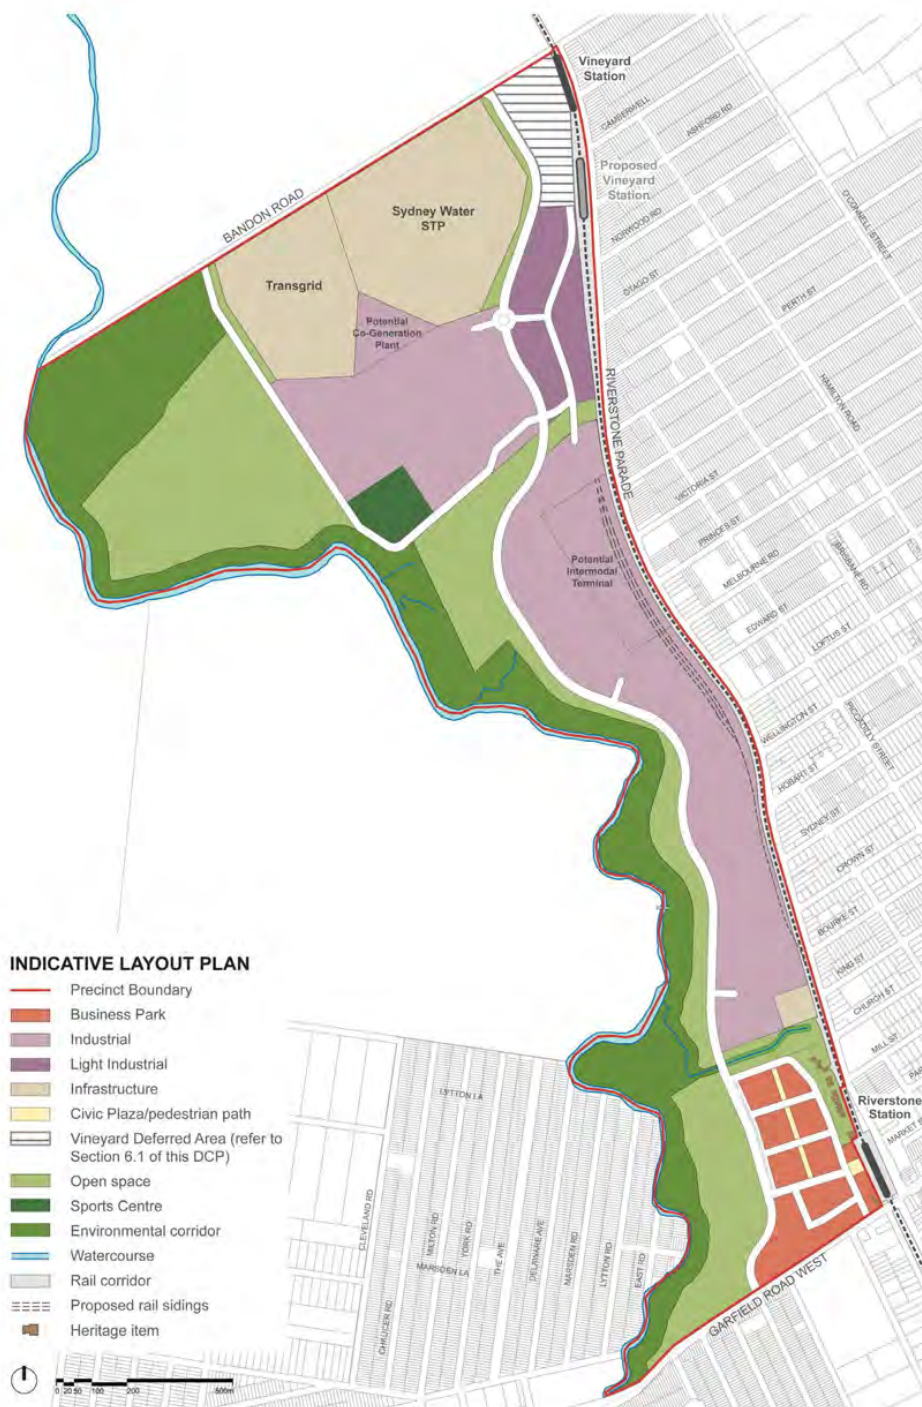 Vineyard
Station
CAMBERWELL
ASHFORD RD
Proposed
Vineyard
Station
BANDON ROAD
Sydney Water
STP
O'CONNELL STREET
NORWOOD RD
Transgrid
OTAGO ST
PERTH ST
Potential
Co-Generation
Plant
RIVERSTONE PARADE
HAMILTON ROAD
VICTORIA ST
PRINCES ST
MELBOURNE RD
BRISBANE RD
Potential
Intermodal
Terminal
EDWARD ST
LOFTUS ST
WELLINGTON ST
PICCADILLY STREET
HOBART ST
SYDNEY ST
CROWN ST
BOURKE ST
KING ST
CHURCH ST
MILL ST
INDICATIVE LAYOUT PLAN
Precinct Boundary
Business Park
Industrial
Light Industrial
Infrastructure
Civic Plaza/pedestrian path
Vineyard Deferred Area (refer to
Section 6.1 of this DCP)
Open space
Sports Centre
Environmental corridor
Watercourse
Rail corridor
Proposed rail sidings
Heritage item
0 20 50 100 200 500m
LYTTON LA
Riverstone
Station
MARKET S
CLEVELAND RD
MILTON RD
YORK RD
THE AVE
DELAWARE AVE
MARSDEN RD
LYTTON RD
EAST RD
MARSDEN LA
CHAUCER RD
GARFIELD ROAD WEST